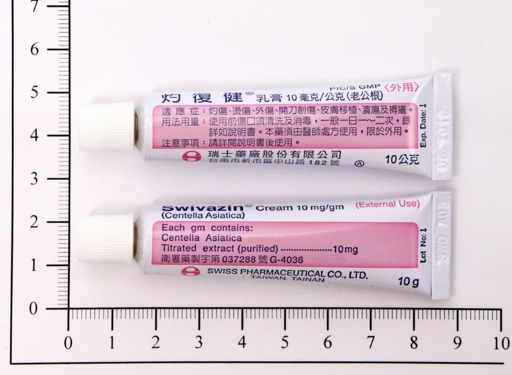 7
6
5
4
3
2
1
0
PIC/S GMP 〈外用〉
灼復健® 乳膏 10 毫克/公克(老公根)
適應症：灼傷、燙傷、外傷、開刀創傷、皮膚移植、潰瘍及褥瘡。
用法用量：使用前傷口須清洗及消毒，一般一日一～二次，餘
詳如說明書。本藥須由醫師處方使用，限於外用。
注意事項：請詳閱說明書後使用。
瑞士藥廠股份有限公司
台南市新市區中山路182號 Ⓐ
10公克
Exp. Date:
Swivazin® Cream 10 mg/gm (External Use)
(Centella Asiatica)
Each gm contains:
Centella Asiatica
Titrated extract (purified) ..................10mg
衛署藥製字第037288號 G-4036
SWISS PHARMACEUTICAL CO., LTD.
TAIWAN, TAINAN
10 g
Lot No:
0 1 2 3 4 5 6 7 8 9 10